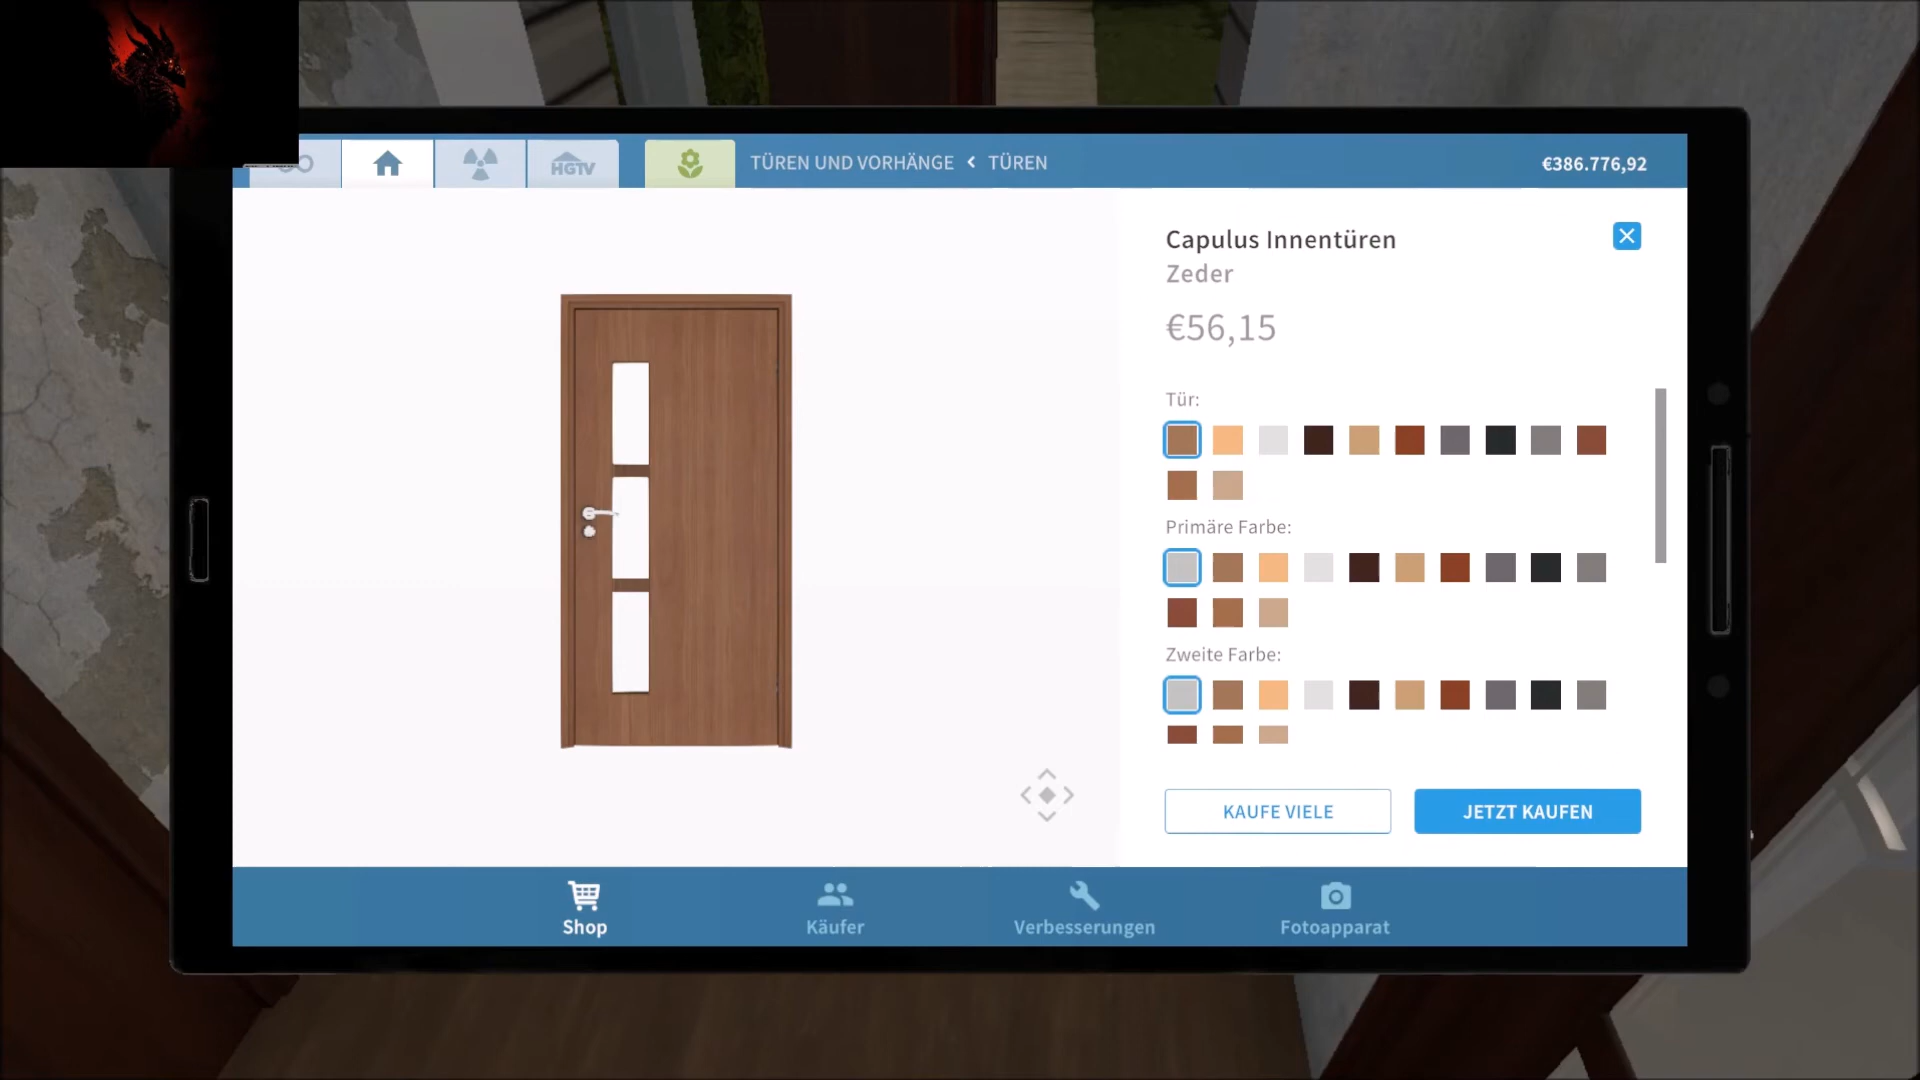 HGTV
TÜREN UND VORHÄNGE < TÜREN
€386.776,92
Capulus Innentüren
Zeder
€56,15
Tür:
Primäre Farbe:
Zweite Farbe:
KAUFE VIELE
JETZT KAUFEN
Shop
Käufer
Verbesserungen
Fotoapparat